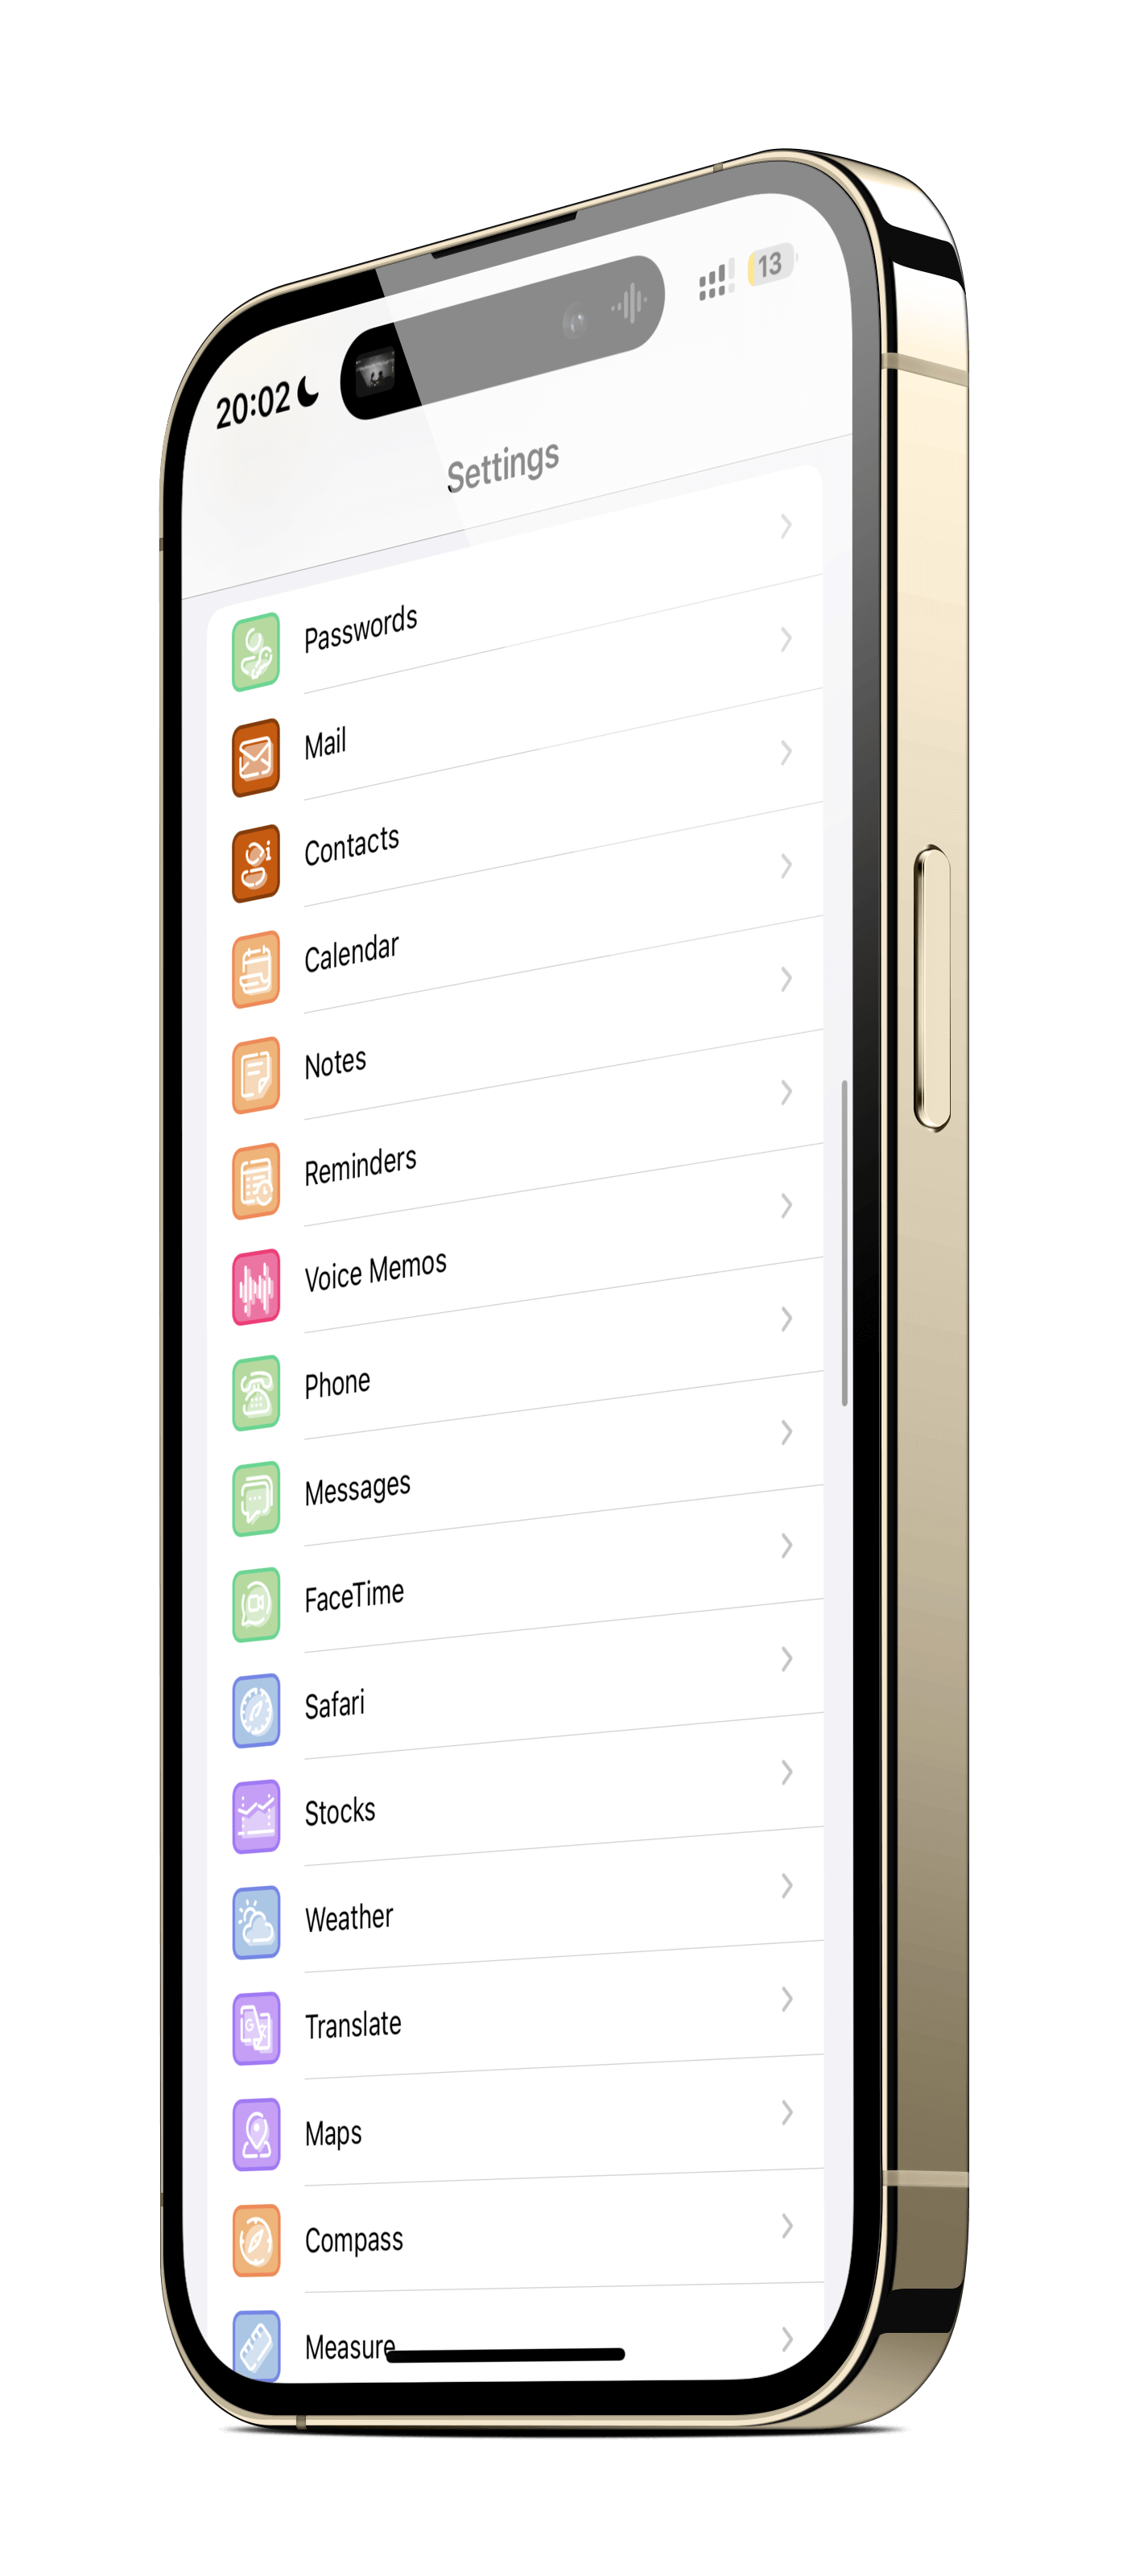 20:02
13
Settings
Passwords
Mail
Contacts
Calendar
Notes
Reminders
Voice Memos
Phone
Messages
FaceTime
Safari
Stocks
Weather
Translate
Maps
Compass
Measure